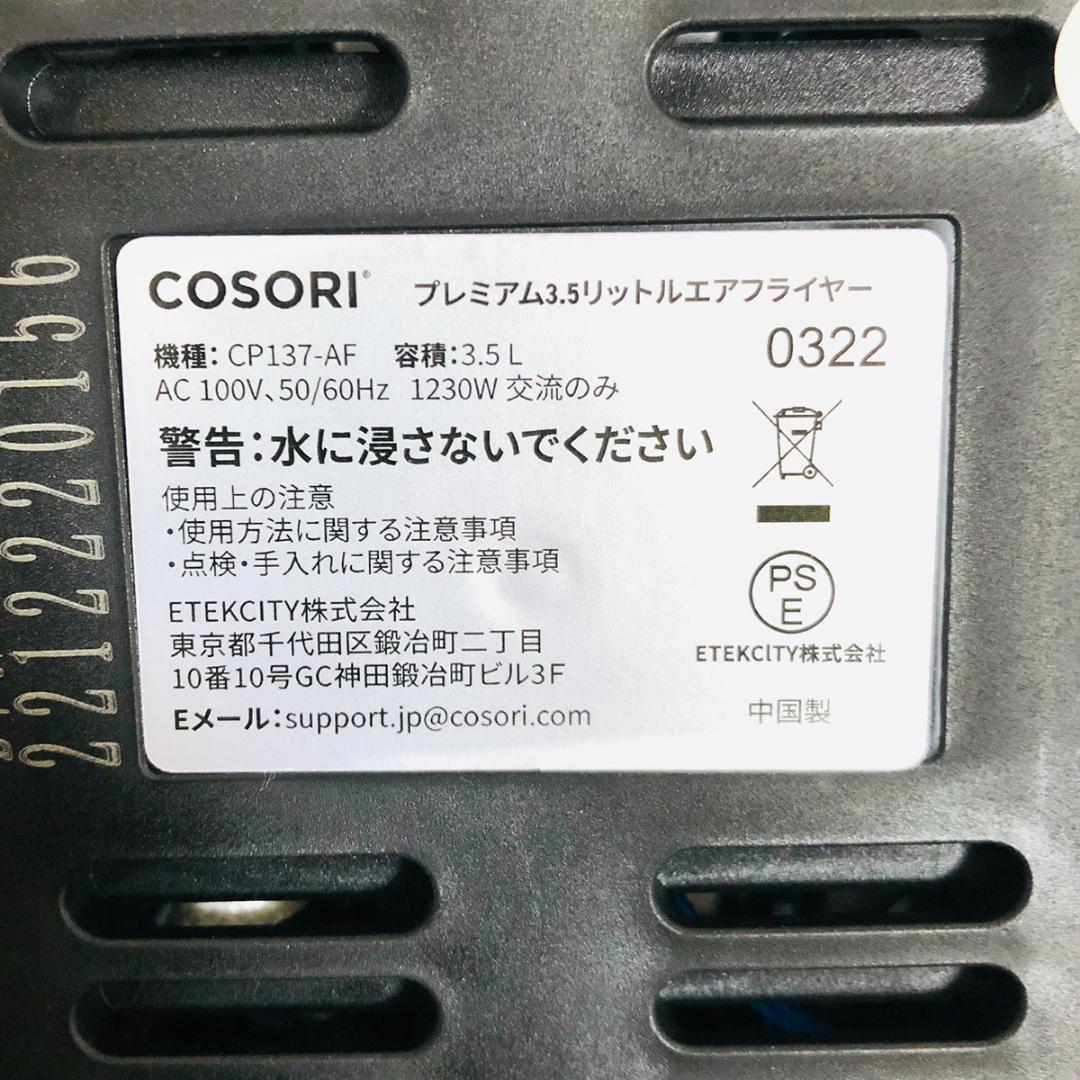 COSORI® プレミアム3.5リットルエアフライヤー
機種： CP137-AF 容積：3.5 L
0322
AC 100V、50/60Hz 1230W 交流のみ
警告：水に浸さないでください
使用上の注意
・使用方法に関する注意事項
・点検・手入れに関する注意事項
ETEKCITY株式会社
東京都千代田区鍛冶町二丁目
10番10号GC神田鍛冶町ビル3F
Eメール：support.jp@cosori.com
PS
E
ETEKCITY株式会社
中国製
2212220156